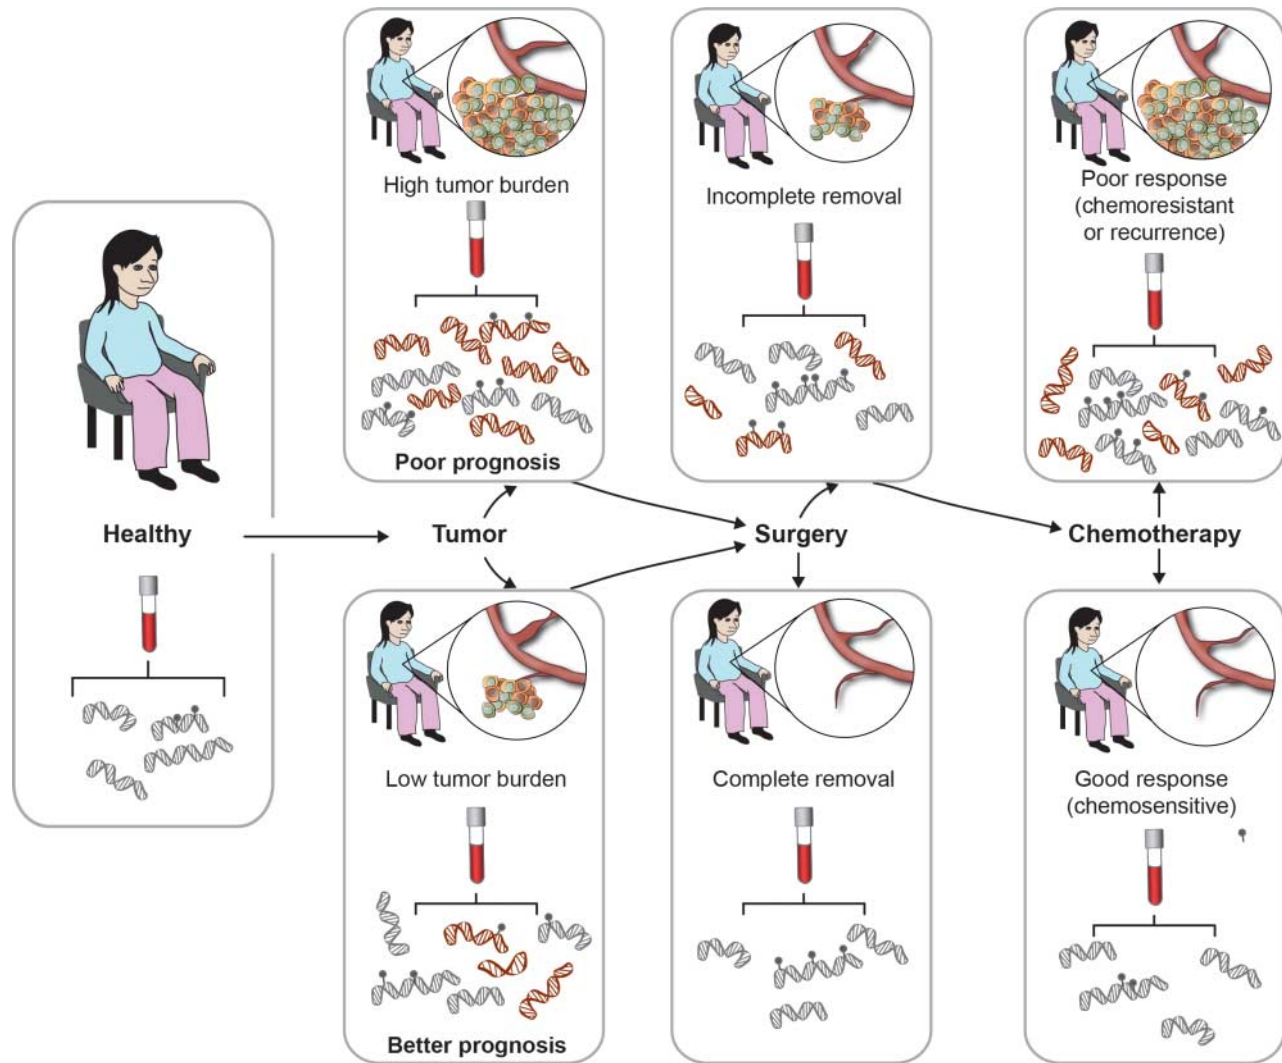 Healthy
High tumor burden
Poor prognosis
Tumor
Low tumor burden
Better prognosis
Incomplete removal
Surgery
Complete removal
Poor response
(chemoresistant
or recurrence)
Chemotherapy
Good response
(chemosensitive)